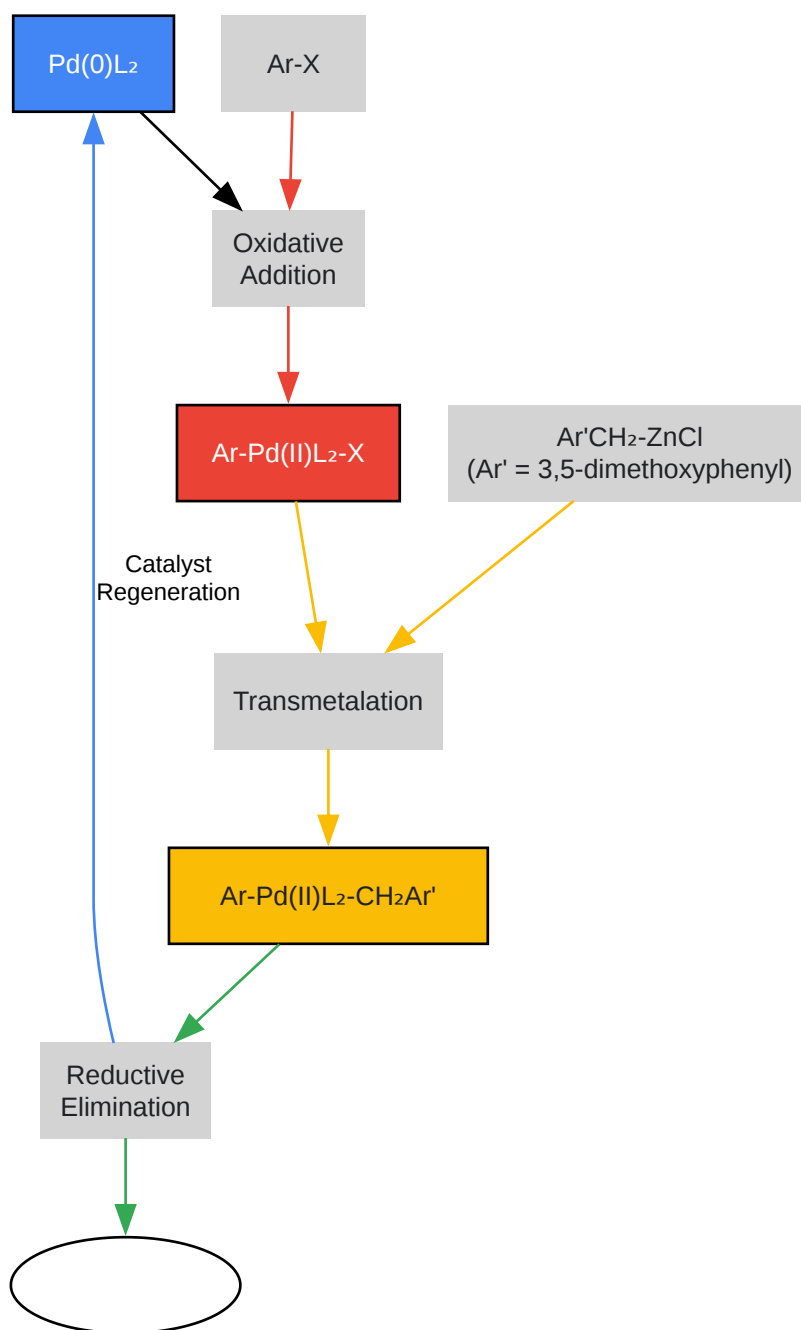 Pd(0)L₂
Ar-X
Oxidative
Addition
Ar-Pd(II)L₂-X
Ar'CH₂-ZnCl
(Ar' = 3,5-dimethoxyphenyl)
Catalyst
Regeneration
Transmetalation
Ar-Pd(II)L₂-CH₂Ar'
Reductive
Elimination